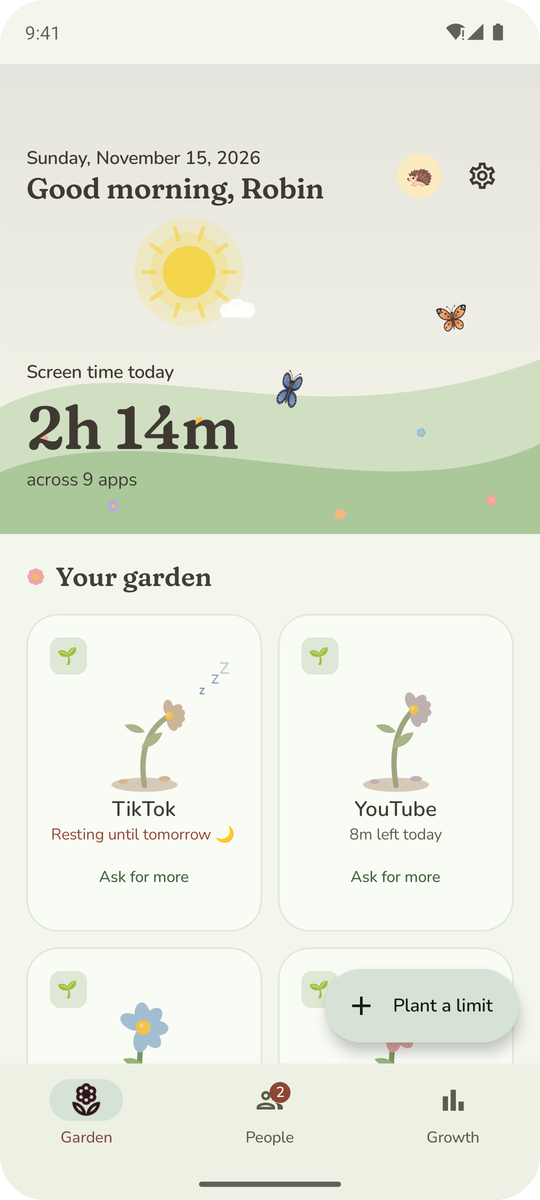 9:41
Sunday, November 15, 2026
Good morning, Robin
Screen time today
2h 14m
across 9 apps
Your garden
z z Z
TikTok
Resting until tomorrow 🌙
Ask for more
YouTube
8m left today
Ask for more
Plant a limit
2
Garden
People
Growth